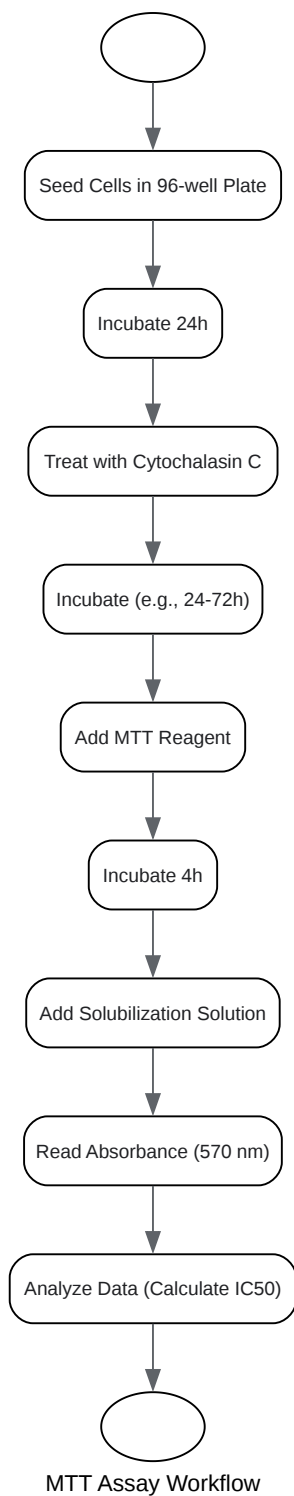 Seed Cells in 96-well Plate
Incubate 24h
Treat with Cytochalasin C
Incubate (e.g., 24-72h)
Add MTT Reagent
Incubate 4h
Add Solubilization Solution
Read Absorbance (570 nm)
Analyze Data (Calculate IC50)
MTT Assay Workflow